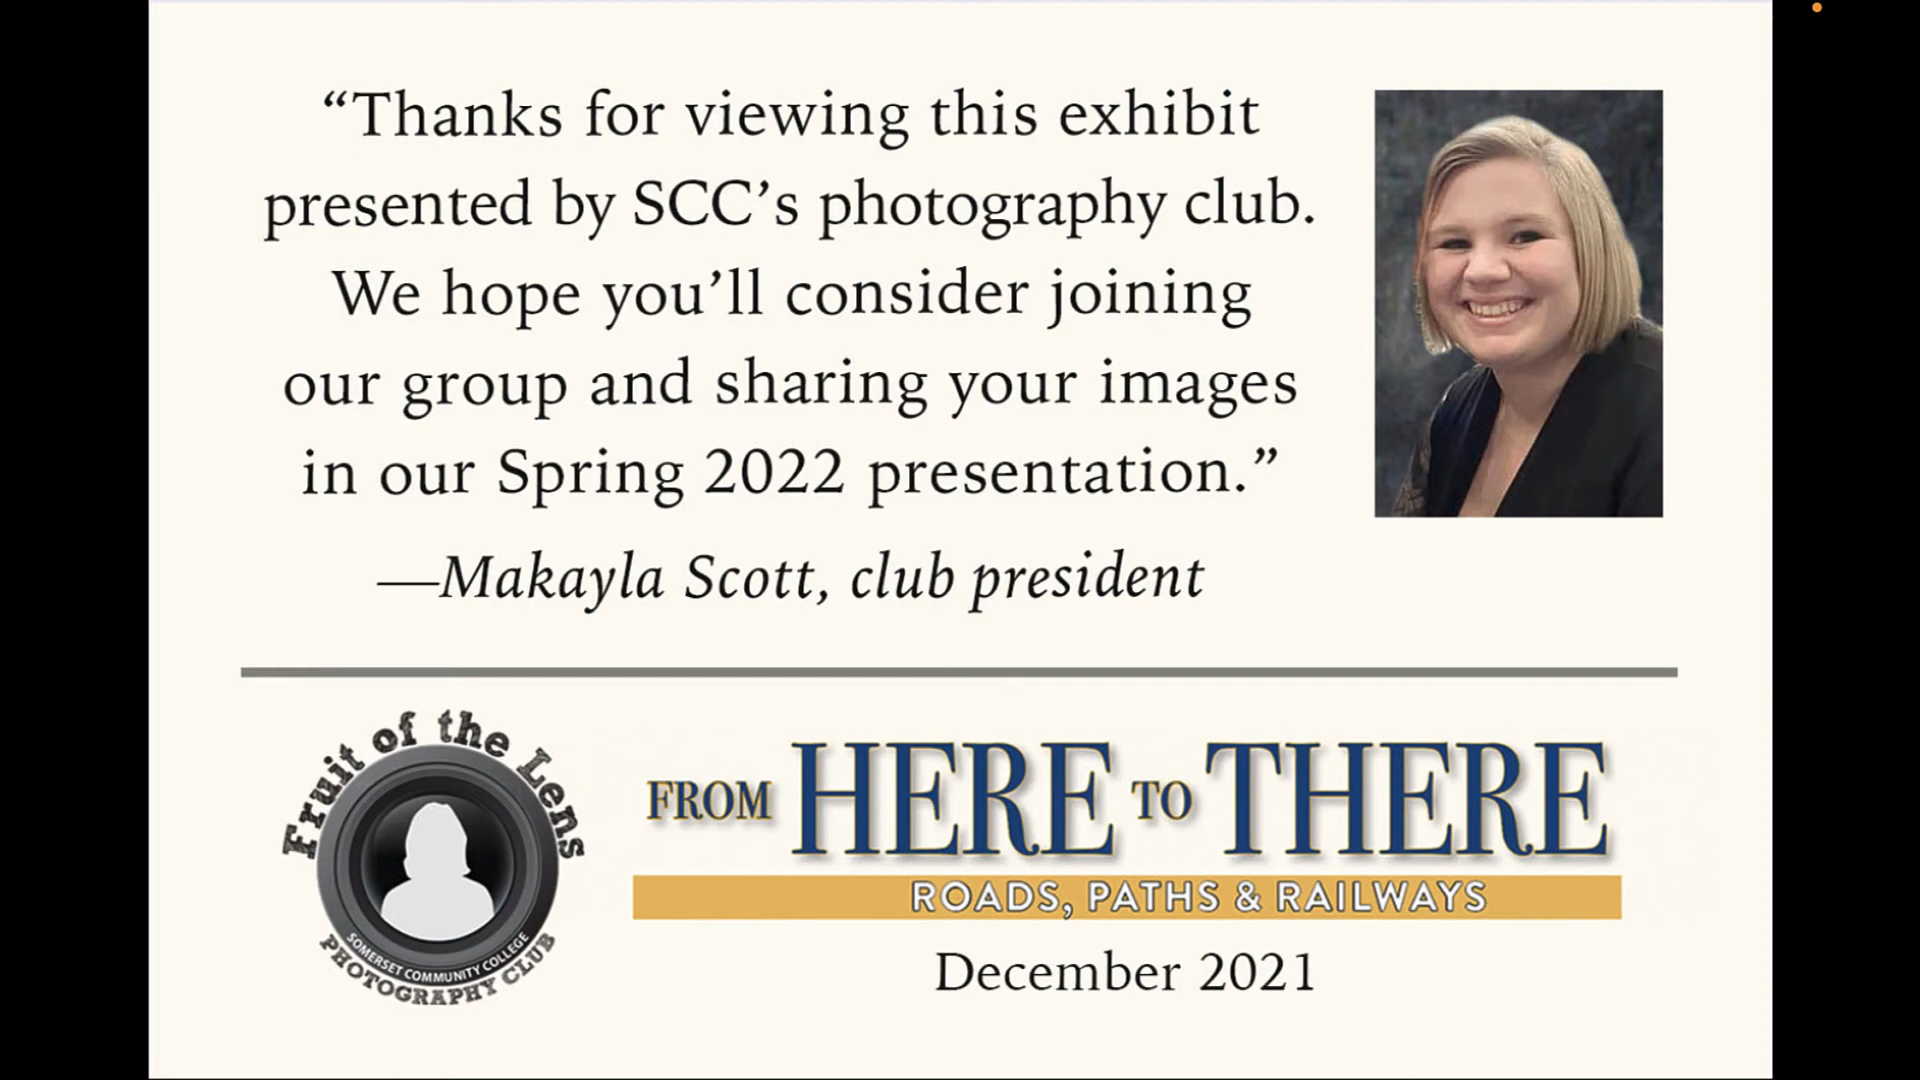 “Thanks for viewing this exhibit
presented by SCC’s photography club.
We hope you’ll consider joining
our group and sharing your images
in our Spring 2022 presentation.”
—Makayla Scott, club president
Fruit of the Lens
SOMERSET COMMUNITY COLLEGE
PHOTOGRAPHY CLUB
FROM HERE TO THERE
ROADS, PATHS & RAILWAYS
December 2021